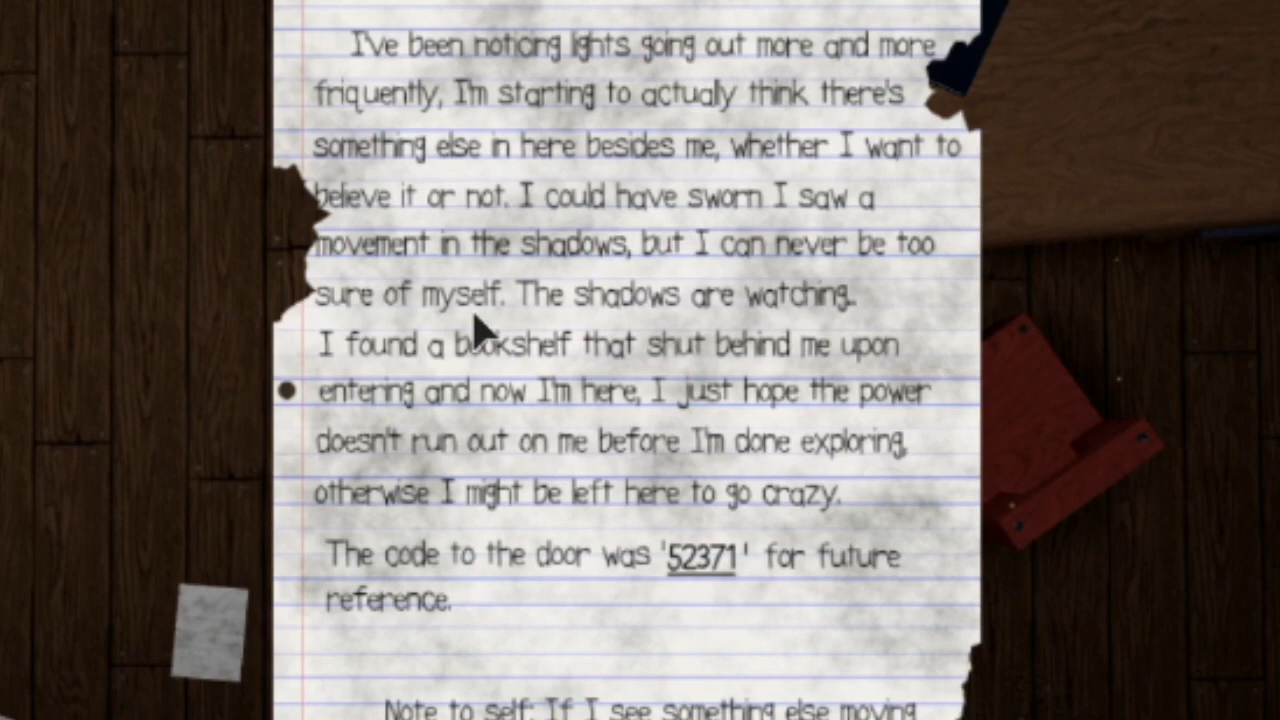 I've been noticing lights going out more and more
friquently, I'm starting to actually think there's
something else in here besides me, whether I want to
believe it or not. I could have sworn I saw a
movement in the shadows, but I can never be too
sure of myself. The shadows are watching..
I found a bookshelf that shut behind me upon
entering and now I'm here, I just hope the power
doesn't run out on me before I'm done exploring,
otherwise I might be left here to go crazy.
The code to the door was '52371' for future
reference.
Note to self: If I see something else moving